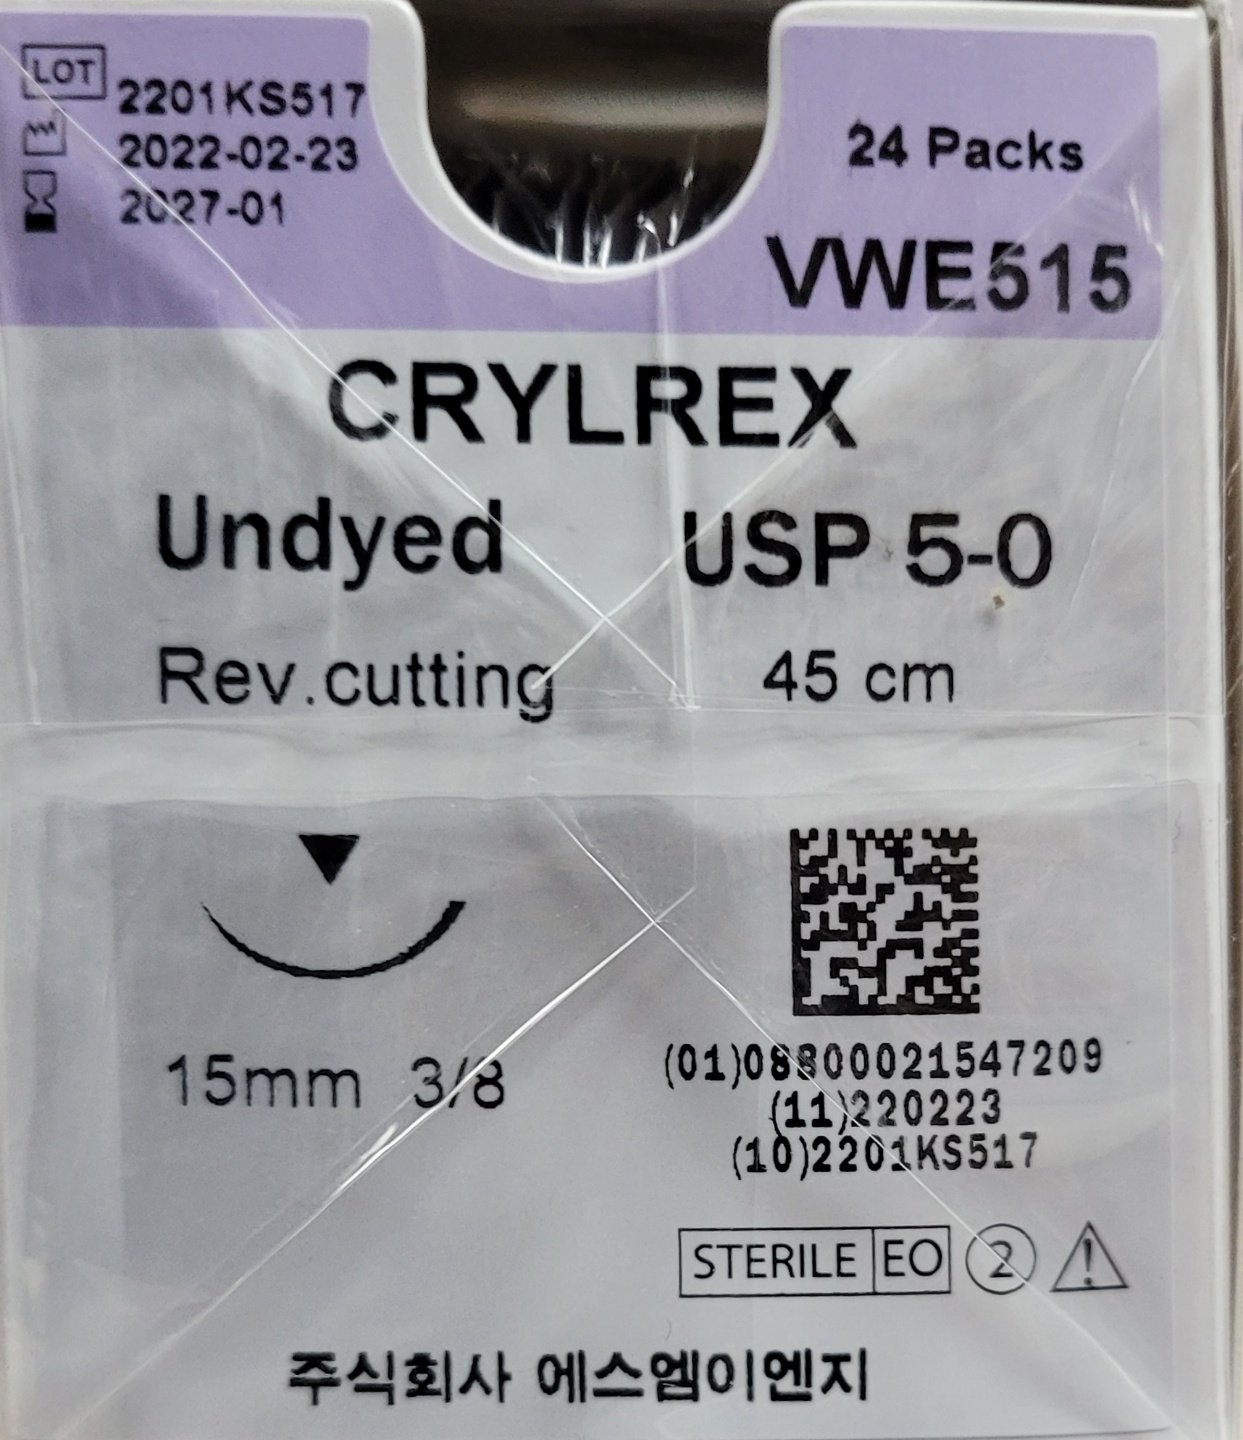 LOT 2201KS517
2022-02-23
2027-01
24 Packs
VWE515
CRYLREX
Undyed USP 5-0
Rev.cutting 45 cm
15mm 3/8
(01)08800021547209
(11)220223
(10)2201KS517
STERILE EO 2
주식회사 에스엠이엔지